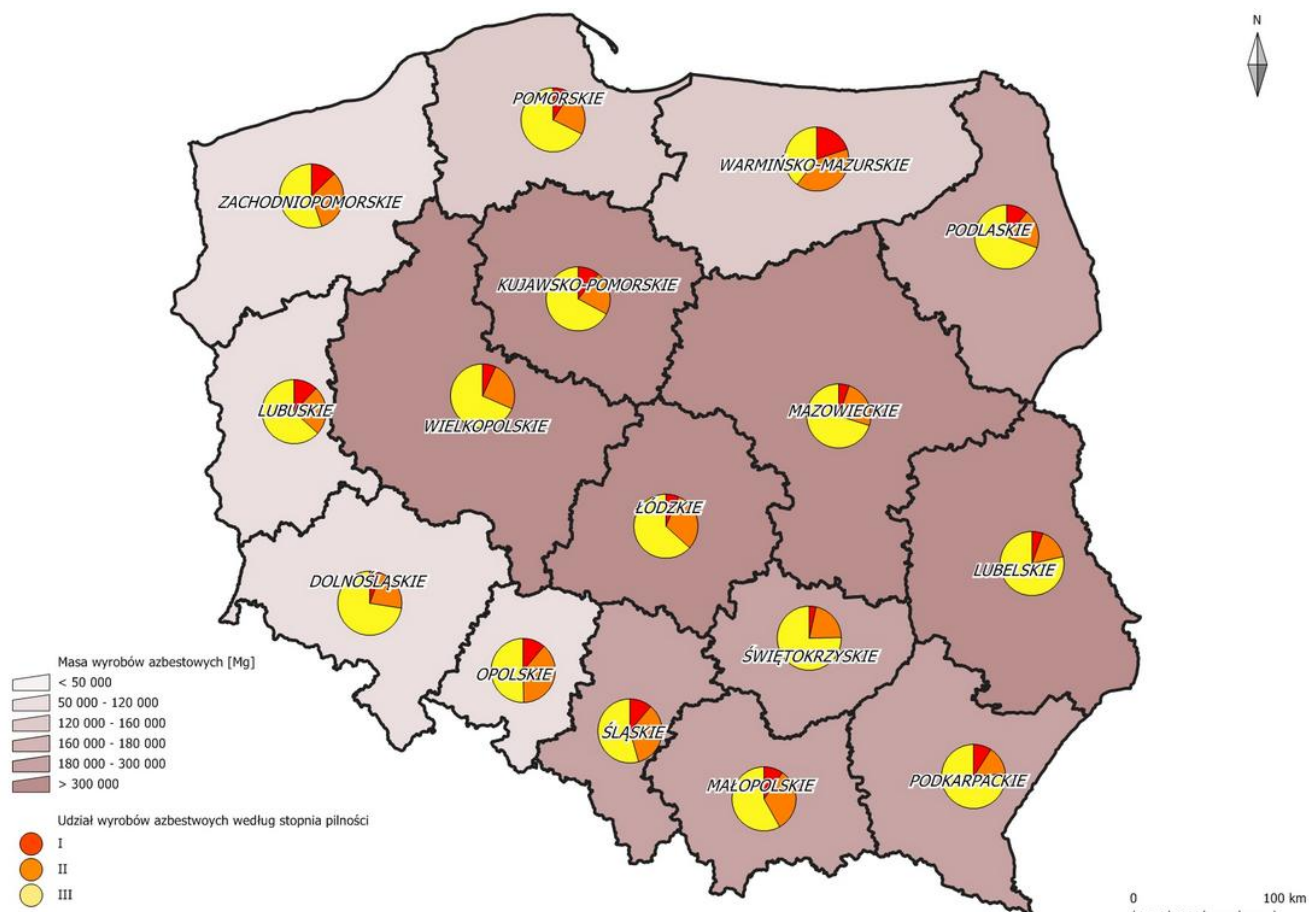 N
POMORSKIE
WARMIŃSKO-MAZURSKIE
ZACHODNIOPOMORSKIE
PODLASKIE
KUJAWSKO-POMORSKIE
LUBUSKIE
WIELKOPOLSKIE
MAZOWIECKIE
ŁÓDZKIE
LUBELSKIE
DOLNOŚLĄSKIE
ŚWIĘTOKRZYSKIE
OPOLSKIE
ŚLĄSKIE
MAŁOPOLSKIE
PODKARPACKIE
Masa wyrobów azbestowych [Mg]
< 50 000
50 000 - 120 000
120 000 - 160 000
160 000 - 180 000
180 000 - 300 000
> 300 000
Udział wyrobów azbestwoych według stopnia pilności
I
II
III
0 100 km